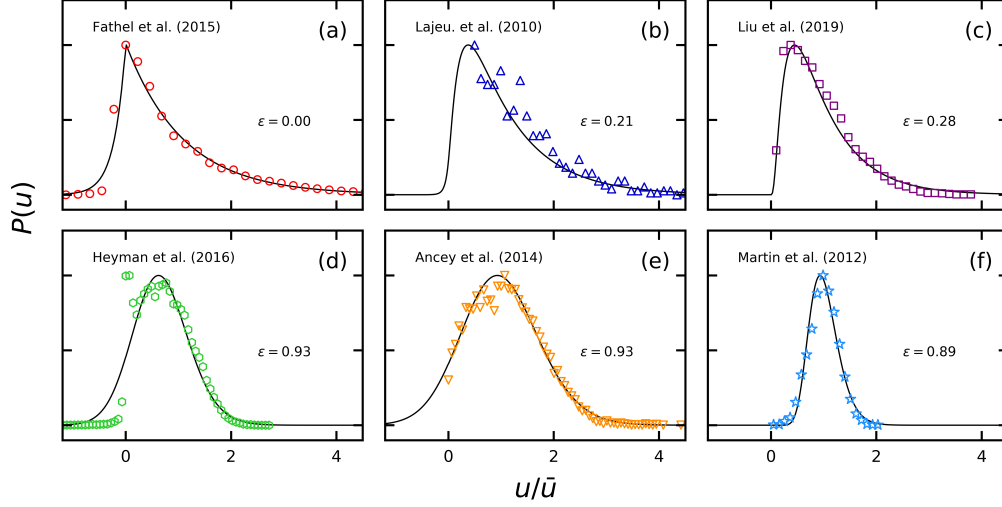 Fathel et al. (2015) (a)
ε = 0.00
Lajeu. et al. (2010) (b)
ε = 0.21
Liu et al. (2019) (c)
ε = 0.28
P(u)
Heyman et al. (2016) (d)
ε = 0.93
Ancey et al. (2014) (e)
ε = 0.93
Martin et al. (2012) (f)
ε = 0.89
0 2 4
0 2 4
0 2 4
u/ū